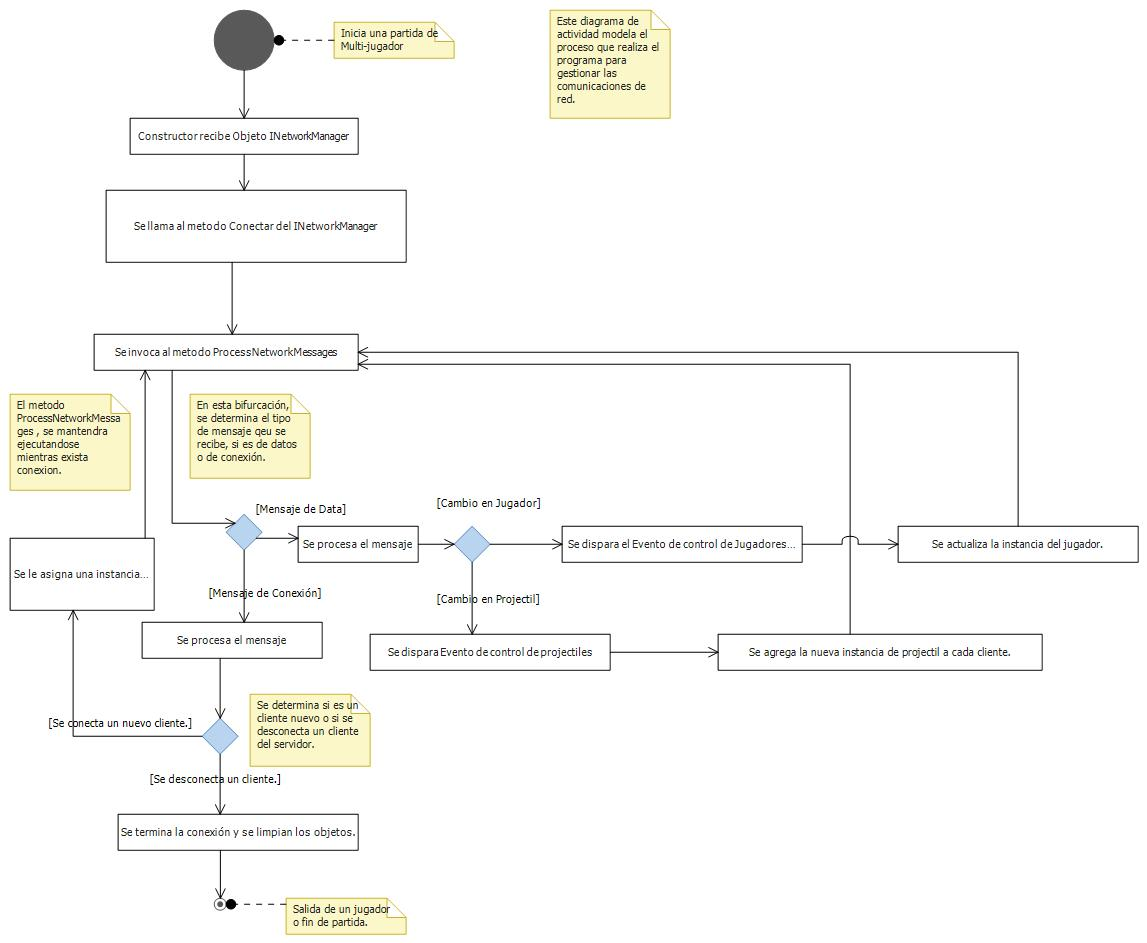 Inicia una partida de
Multi-jugador
Este diagrama de
actividad modela el
proceso que realiza el
programa para
gestionar las
comunicaciones de
red.
Constructor recibe Objeto INetworkManager
Se llama al metodo Conectar del INetworkManager
Se invoca al metodo ProcessNetworkMessages
El metodo
ProcessNetworkMessa
ges , se mantendra
ejecutandose
mientras exista
conexion.
En esta bifurcación,
se determina el tipo
de mensaje qeu se
recibe, si es de datos
o de conexión.
[Mensaje de Data]
[Cambio en Jugador]
Se procesa el mensaje
Se dispara el Evento de control de Jugadores...
Se actualiza la instancia del jugador.
Se le asigna una instancia...
[Mensaje de Conexión]
[Cambio en Projectil]
Se procesa el mensaje
Se dispara Evento de control de projectiles
Se agrega la nueva instancia de projectil a cada cliente.
Se determina si es un
cliente nuevo o si se
desconecta un cliente
del servidor.
[Se conecta un nuevo cliente.]
[Se desconecta un cliente.]
Se termina la conexión y se limpian los objetos.
Salida de un jugador
o fin de partida.